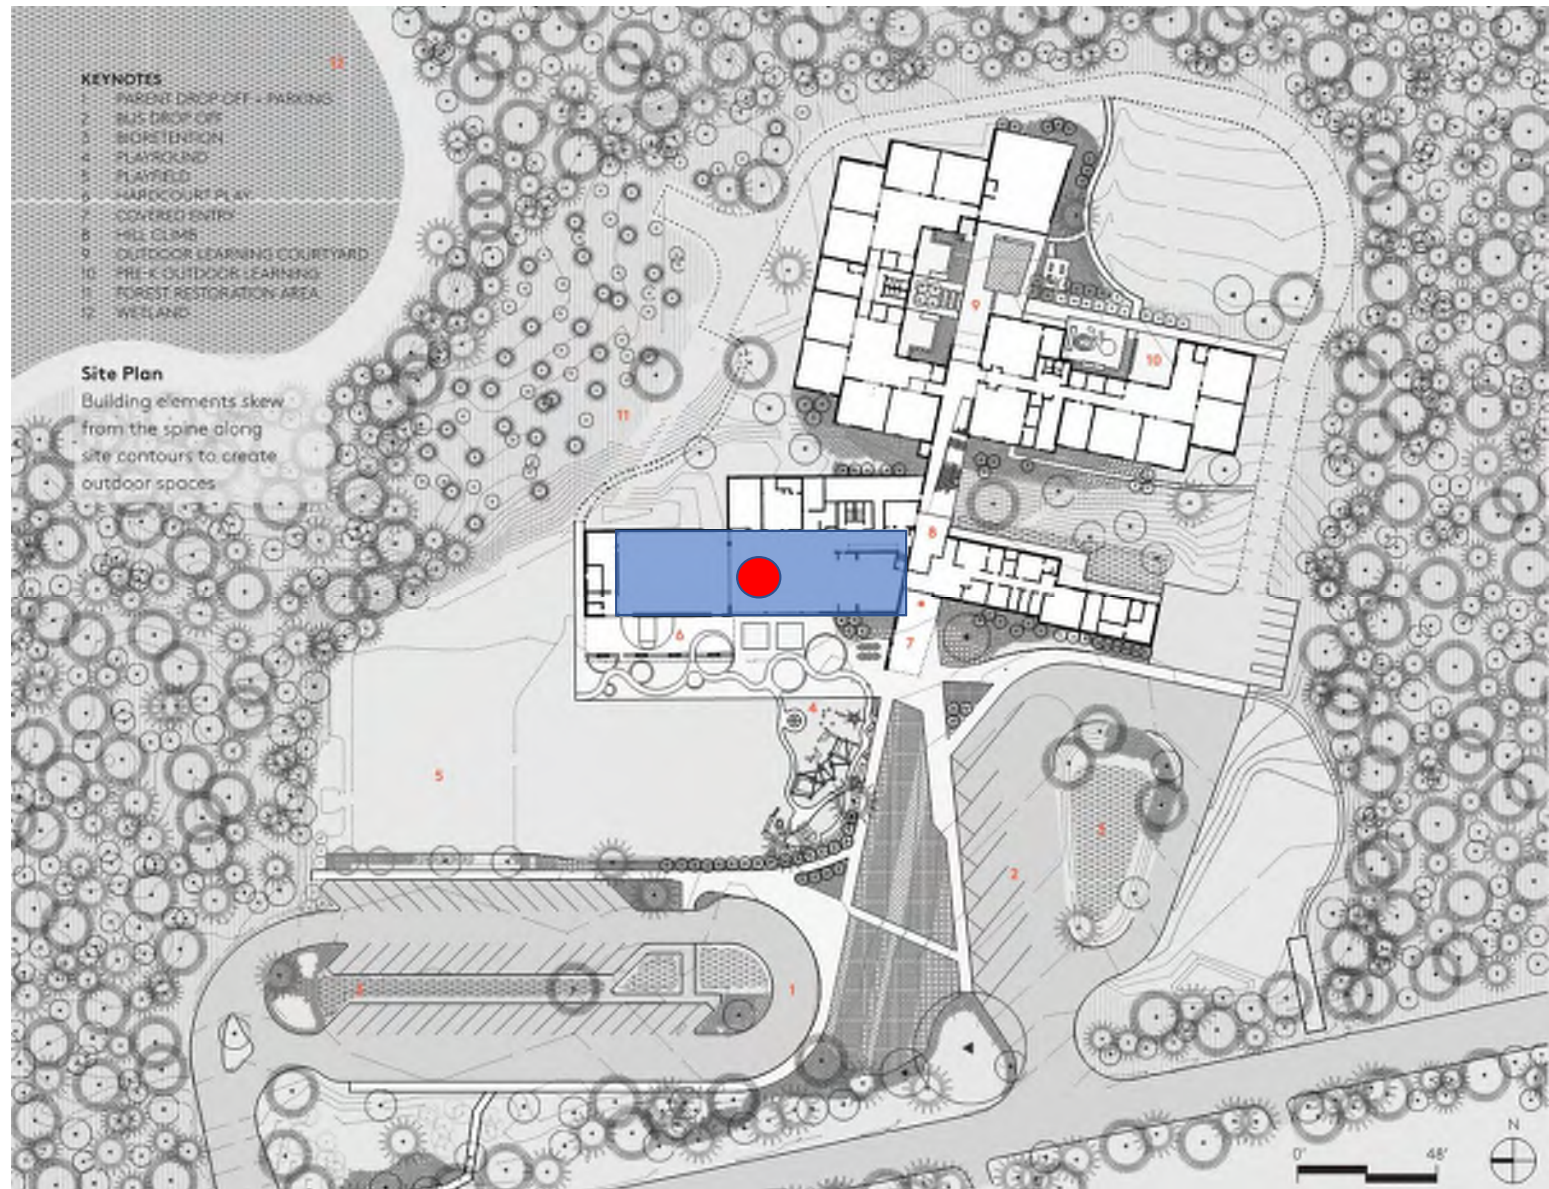 12
KEYNOTES
1 PARENT DROP OFF + PARKING
2 BUS DROP OFF
3 BIORETENTION
4 PLAYROUND
5 PLAYFIELD
6 HARDCOURT PLAY
7 COVERED ENTRY
8 HILL CLIMB
9 OUTDOOR LEARNING COURTYARD
10 PRE-K OUTDOOR LEARNING
11 FOREST RESTORATION AREA
12 WETLAND
Site Plan
Building elements skew
from the spine along
site contours to create
outdoor spaces
9
10
11
8
7
6
4
5
3
2
3
1
N
0' 48'